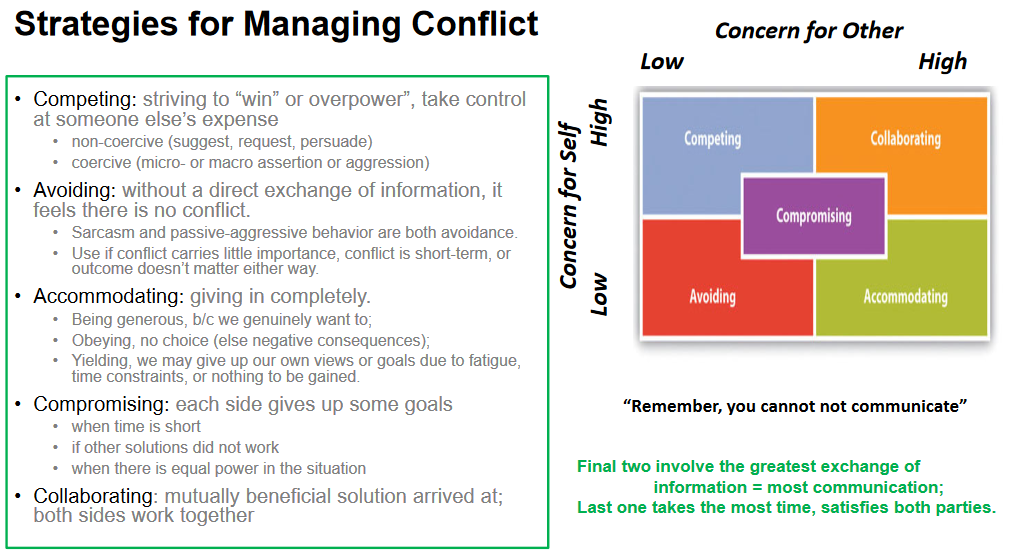 Strategies for Managing Conflict
• Competing: striving to “win” or overpower”, take control
at someone else’s expense
• non-coercive (suggest, request, persuade)
• coercive (micro- or macro assertion or aggression)
• Avoiding: without a direct exchange of information, it
feels there is no conflict.
• Sarcasm and passive-aggressive behavior are both avoidance.
• Use if conflict carries little importance, conflict is short-term, or
outcome doesn’t matter either way.
• Accommodating: giving in completely.
• Being generous, b/c we genuinely want to;
• Obeying, no choice (else negative consequences);
• Yielding, we may give up our own views or goals due to fatigue,
time constraints, or nothing to be gained.
• Compromising: each side gives up some goals
• when time is short
• if other solutions did not work
• when there is equal power in the situation
• Collaborating: mutually beneficial solution arrived at;
both sides work together
Concern for Other
Low High
Concern for Self
High
Low
Competing
Collaborating
Compromising
Avoiding
Accommodating
“Remember, you cannot not communicate”
Final two involve the greatest exchange of
information = most communication;
Last one takes the most time, satisfies both parties.